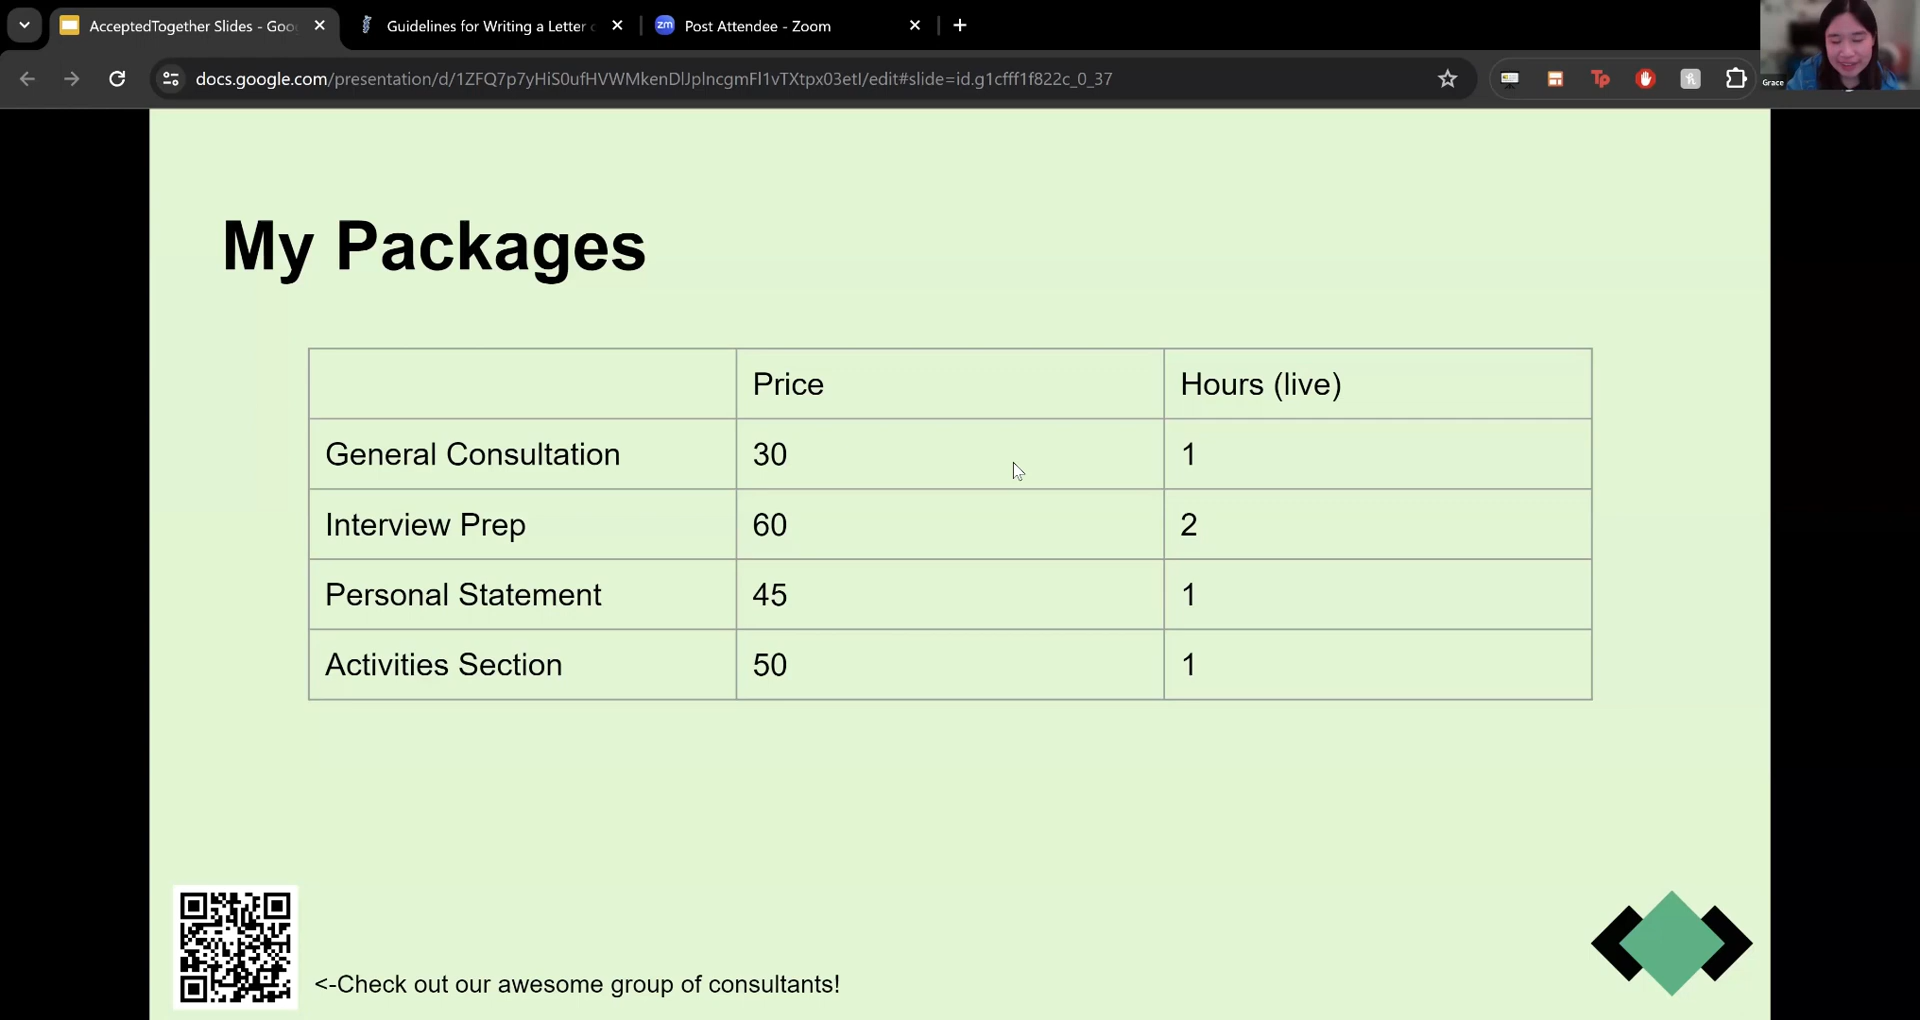 AcceptedTogether Slides - Goo
Guidelines for Writing a Letter
Post Attendee - Zoom
docs.google.com/presentation/d/1ZFQ7p7yHiS0ufHVWMkenDlJpIncgmFl1vTXtpx03etI/edit#slide=id.g1cfff1f822c_0_37
Grace
My Packages
Price Hours (live)
General Consultation 30 1
Interview Prep 60 2
Personal Statement 45 1
Activities Section 50 1
<-Check out our awesome group of consultants!